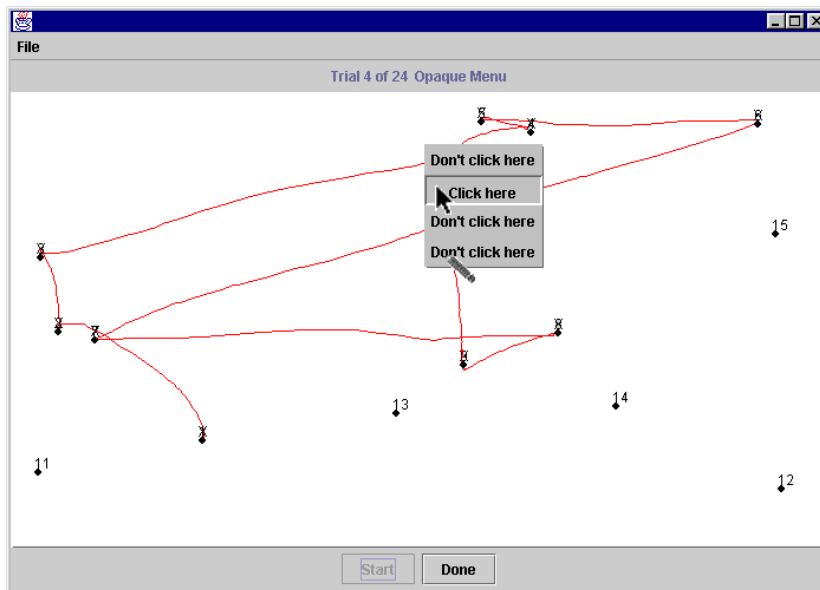 File
Trial 4 of 24 Opaque Menu
Don't click here
Click here
Don't click here
Don't click here
15
14
13
11
12
Start
Done